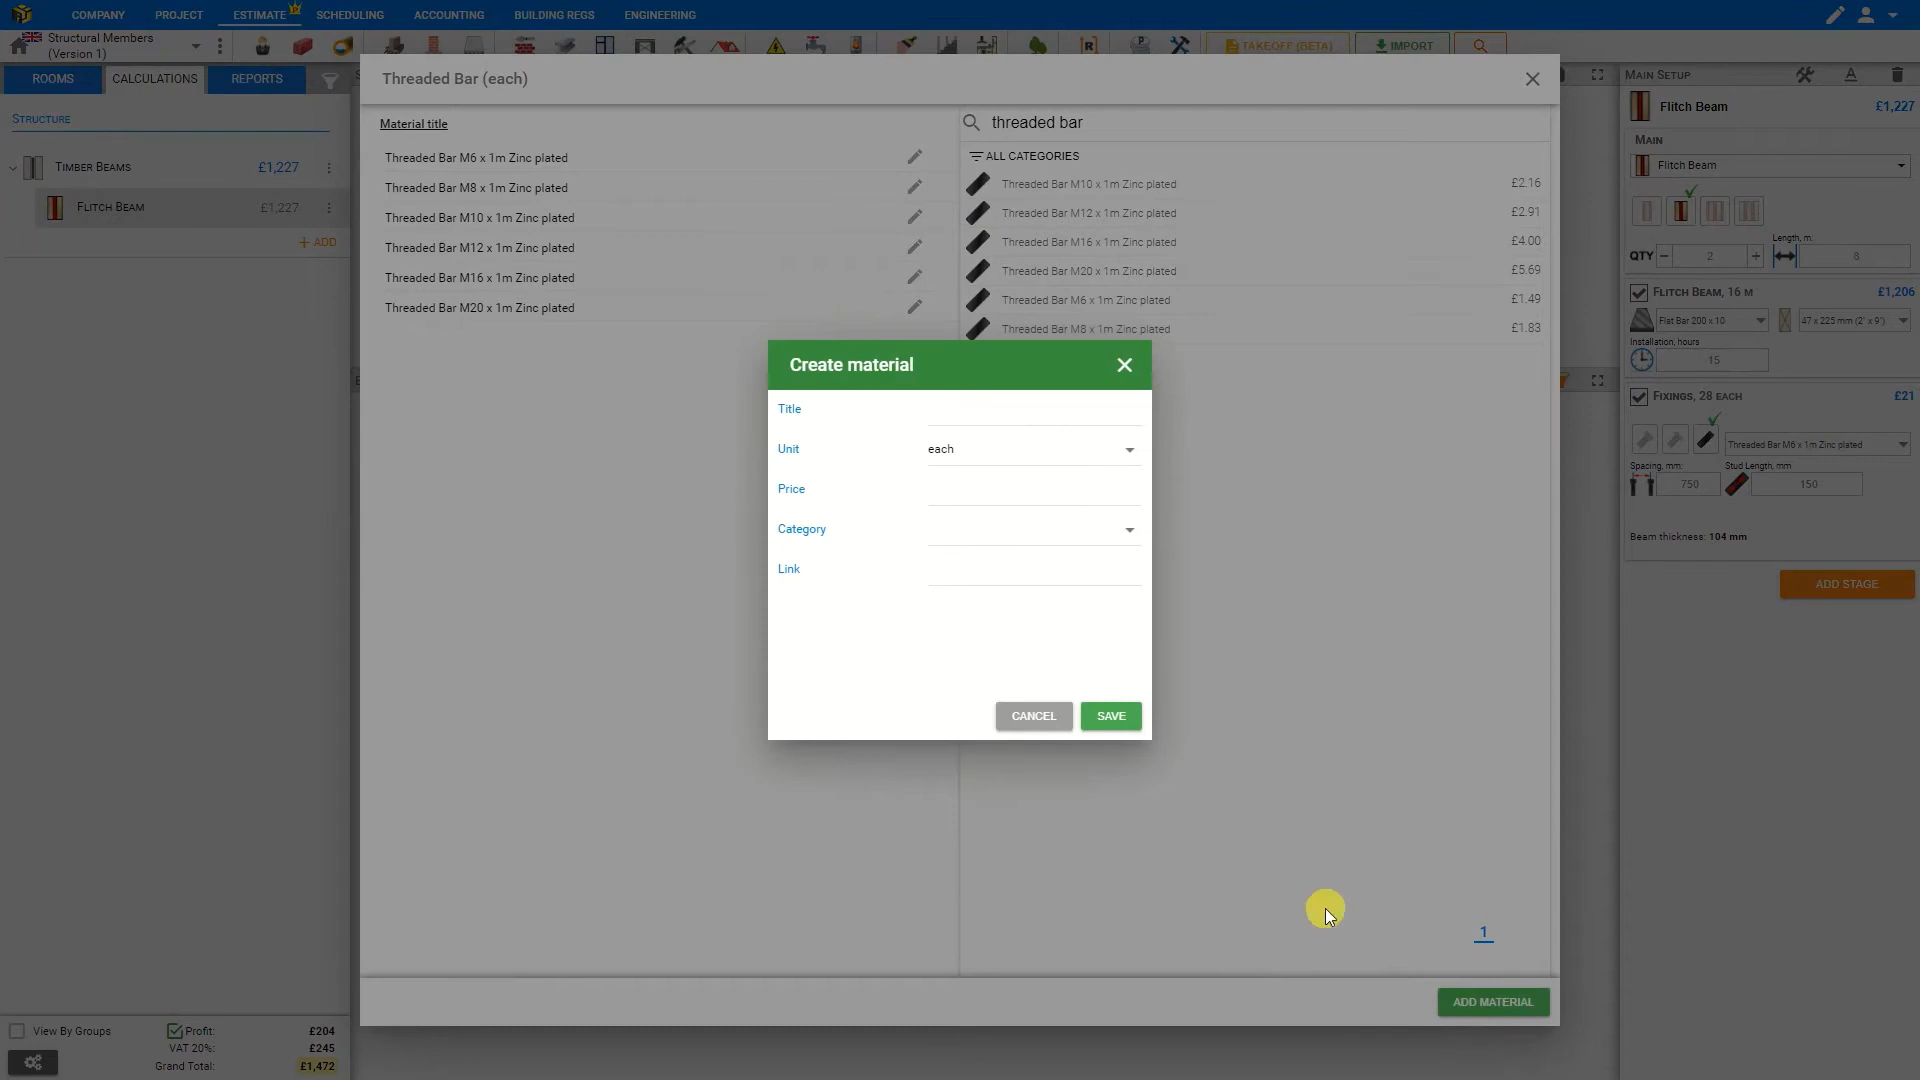 COMPANY PROJECT ESTIMATE SCHEDULING ACCOUNTING BUILDING REGS ENGINEERING
Structural Members
(Version 1)
TAKEOFF (BETA) IMPORT
ROOMS CALCULATIONS REPORTS
STRUCTURE
TIMBER BEAMS £1,227
FLITCH BEAM £1,227
+ ADD
View By Groups
Profit: £204
VAT 20%: £245
Grand Total: £1,472
Threaded Bar (each)
Material title
Threaded Bar M6 x 1m Zinc plated
Threaded Bar M8 x 1m Zinc plated
Threaded Bar M10 x 1m Zinc plated
Threaded Bar M12 x 1m Zinc plated
Threaded Bar M16 x 1m Zinc plated
Threaded Bar M20 x 1m Zinc plated
threaded bar
ALL CATEGORIES
Threaded Bar M10 x 1m Zinc plated £2.16
Threaded Bar M12 x 1m Zinc plated £2.91
Threaded Bar M16 x 1m Zinc plated £4.00
Threaded Bar M20 x 1m Zinc plated £5.69
Threaded Bar M6 x 1m Zinc plated £1.49
Threaded Bar M8 x 1m Zinc plated £1.83
Create material
Title
Unit each
Price
Category
Link
CANCEL SAVE
1
ADD MATERIAL
MAIN SETUP
Flitch Beam £1,227
MAIN
Flitch Beam
Length, m:
QTY − 2 + 8
FLITCH BEAM, 16 M £1,206
Flat Bar 200 x 10 47 x 225 mm (2" x 9")
Installation, hours
15
FIXINGS, 28 EACH £21
Threaded Bar M6 x 1m Zinc plated
Spacing, mm: Stud Length, mm
750 150
Beam thickness: 104 mm
ADD STAGE